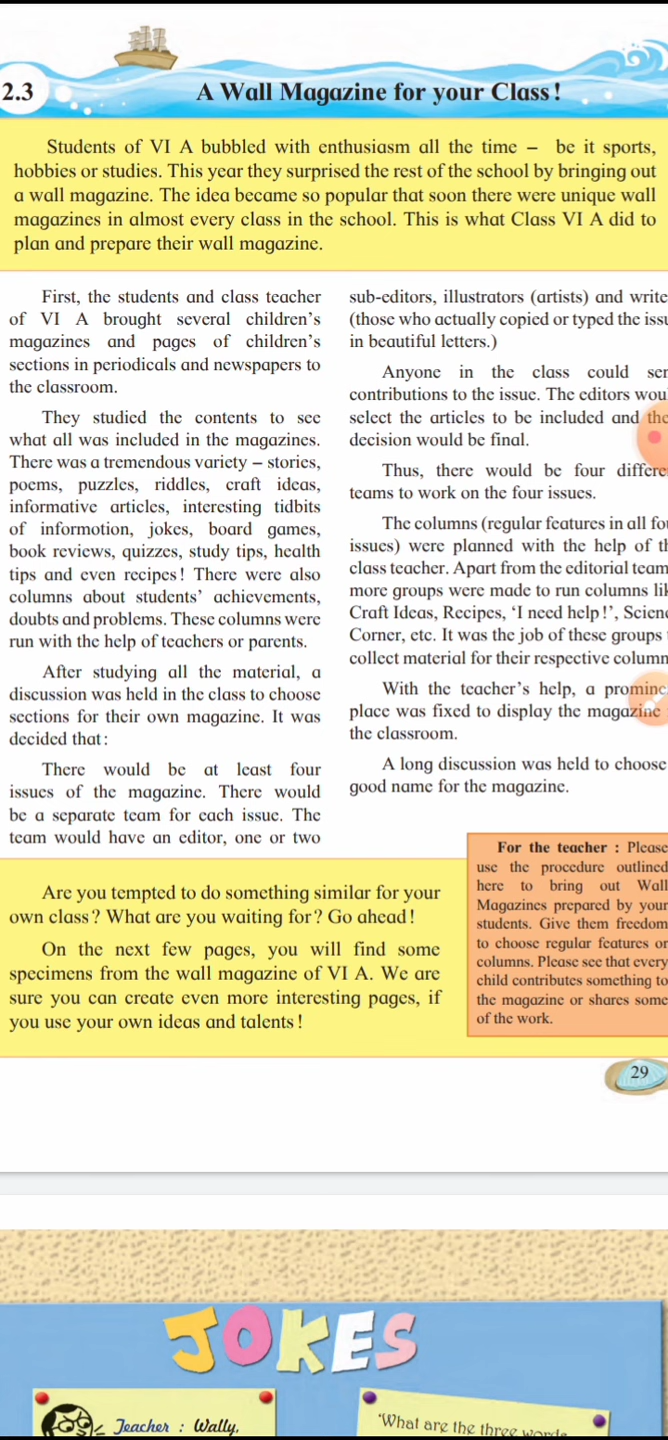 2.3
A Wall Magazine for your Class!
Students of VI A bubbled with enthusiasm all the time – be it sports,
hobbies or studies. This year they surprised the rest of the school by bringing out
a wall magazine. The idea became so popular that soon there were unique wall
magazines in almost every class in the school. This is what Class VI A did to
plan and prepare their wall magazine.
First, the students and class teacher
of VI A brought several children's
magazines and pages of children's
sections in periodicals and newspapers to
the classroom.
They studied the contents to see
what all was included in the magazines.
There was a tremendous variety – stories,
poems, puzzles, riddles, craft ideas,
informative articles, interesting tidbits
of informotion, jokes, board games,
book reviews, quizzes, study tips, health
tips and even recipes! There were also
columns about students' achievements,
doubts and problems. These columns were
run with the help of teachers or parents.
After studying all the material, a
discussion was held in the class to choose
sections for their own magazine. It was
decided that:
There would be at least four
issues of the magazine. There would
be a separate team for each issue. The
team would have an editor, one or two
sub-editors, illustrators (artists) and write
(those who actually copied or typed the issu
in beautiful letters.)
Anyone in the class could sen
contributions to the issue. The editors woul
select the articles to be included and the
decision would be final.
Thus, there would be four differe
teams to work on the four issues.
The columns (regular features in all fo
issues) were planned with the help of th
class teacher. Apart from the editorial team
more groups were made to run columns lik
Craft Ideas, Recipes, 'I need help!', Scienc
Corner, etc. It was the job of these groups
collect material for their respective column
With the teacher's help, a promine
place was fixed to display the magazine
the classroom.
A long discussion was held to choose
good name for the magazine.
Are you tempted to do something similar for your
own class? What are you waiting for? Go ahead!
On the next few pages, you will find some
specimens from the wall magazine of VI A. We are
sure you can create even more interesting pages, if
you use your own ideas and talents!
For the teacher : Please
use the procedure outlined
here to bring out Wall
Magazines prepared by your
students. Give them freedom
to choose regular features or
columns. Please see that every
child contributes something to
the magazine or shares some
of the work.
29
JOKES
Teacher : Wally,
'What are the three words